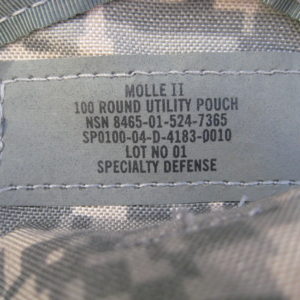 MOLLE II
100 ROUND UTILITY POUCH
NSN 8465-01-524-7365
SP0100-04-D-4183-0010
LOT NO 01
SPECIALTY DEFENSE